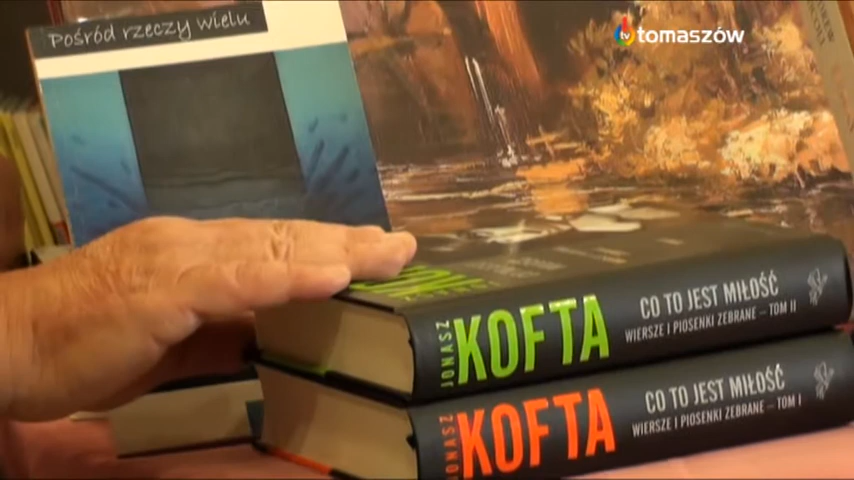 Pośród rzeczy wielu
tv tomaszów
JONASZ
KOFTA
CO TO JEST MIŁOŚĆ
WIERSZE I PIOSENKI ZEBRANE – TOM II
JONASZ
KOFTA
CO TO JEST MIŁOŚĆ
WIERSZE I PIOSENKI ZEBRANE – TOM I